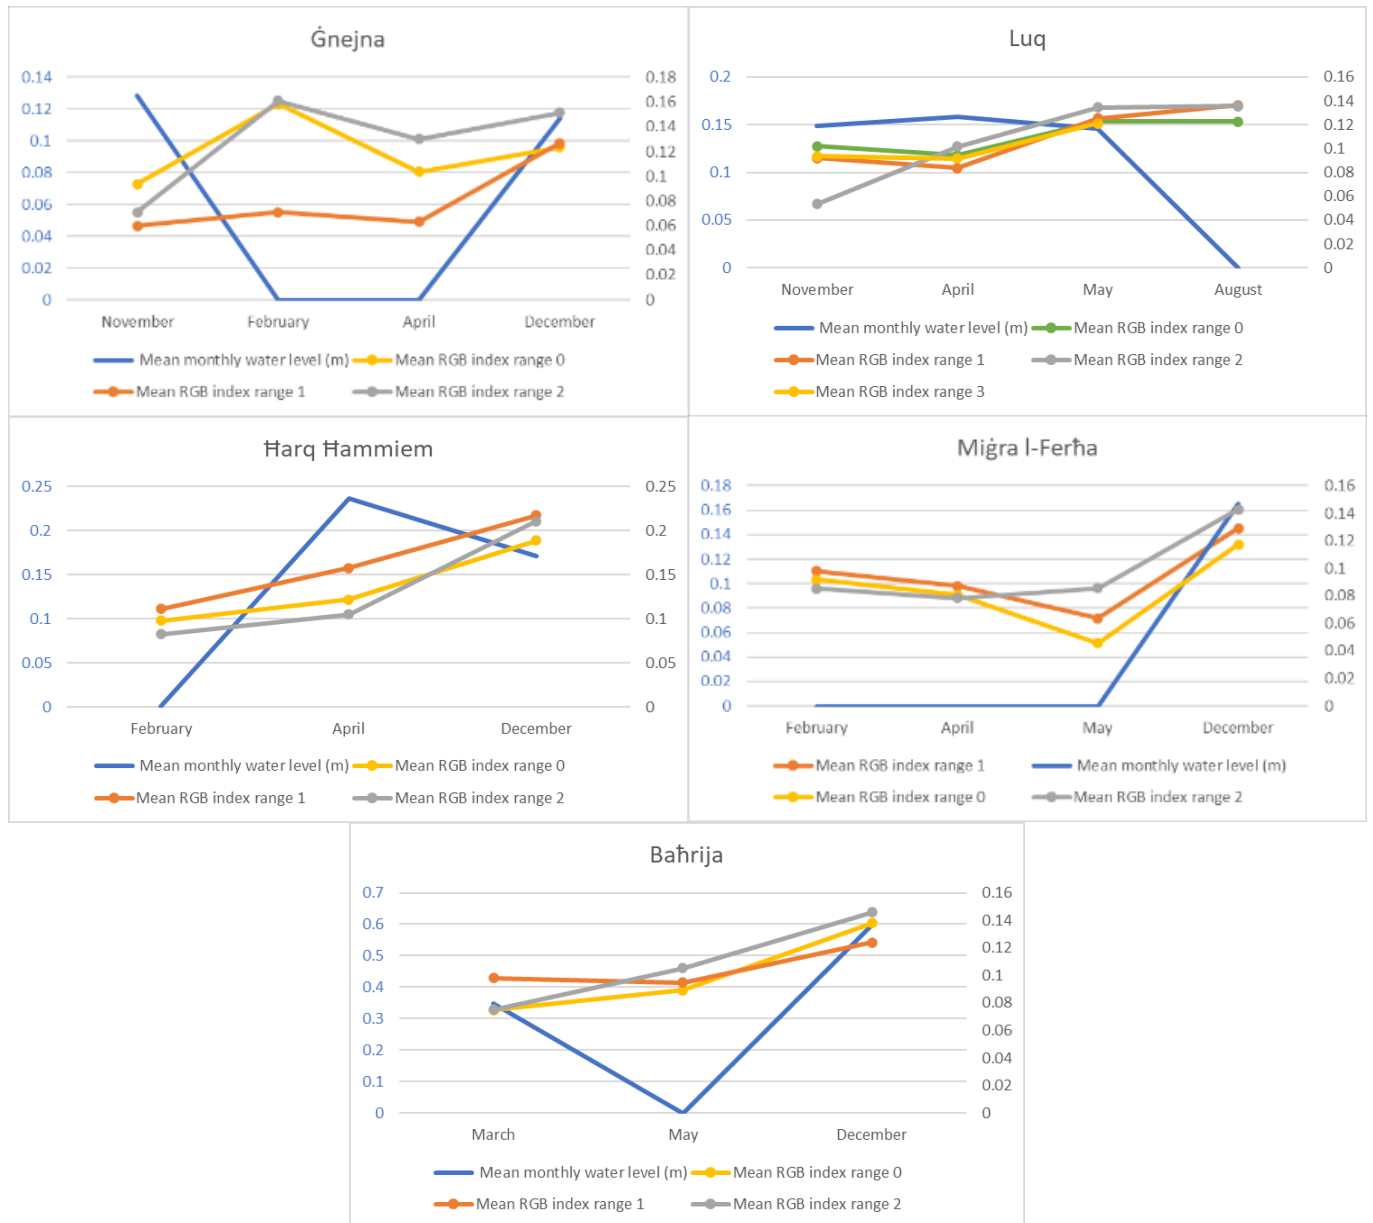 Ġnejna
0.14 0.18
0.12 0.16
0.1 0.14
0.08 0.12
0.06 0.1
0.04 0.08
0.02 0.06
0 0.04
0.02
0
November February April December
Mean monthly water level (m) Mean RGB index range 0
Mean RGB index range 1 Mean RGB index range 2
Luq
0.2 0.16
0.15 0.14
0.1 0.12
0.05 0.1
0 0.08
0.06
0.04
0.02
0
November April May August
Mean monthly water level (m) Mean RGB index range 0
Mean RGB index range 1 Mean RGB index range 2
Mean RGB index range 3
Ħarq Ħammiem
0.25 0.25
0.2 0.2
0.15 0.15
0.1 0.1
0.05 0.05
0 0
February April December
Mean monthly water level (m) Mean RGB index range 0
Mean RGB index range 1 Mean RGB index range 2
Miġra l-Ferħa
0.18 0.16
0.16 0.14
0.14 0.12
0.12 0.1
0.1 0.08
0.08 0.06
0.06 0.04
0.04 0.02
0.02 0
0
February April May December
Mean RGB index range 1 Mean monthly water level (m)
Mean RGB index range 0 Mean RGB index range 2
Baħrija
0.7 0.16
0.6 0.14
0.5 0.12
0.4 0.1
0.3 0.08
0.2 0.06
0.1 0.04
0 0.02
0
March May December
Mean monthly water level (m) Mean RGB index range 0
Mean RGB index range 1 Mean RGB index range 2